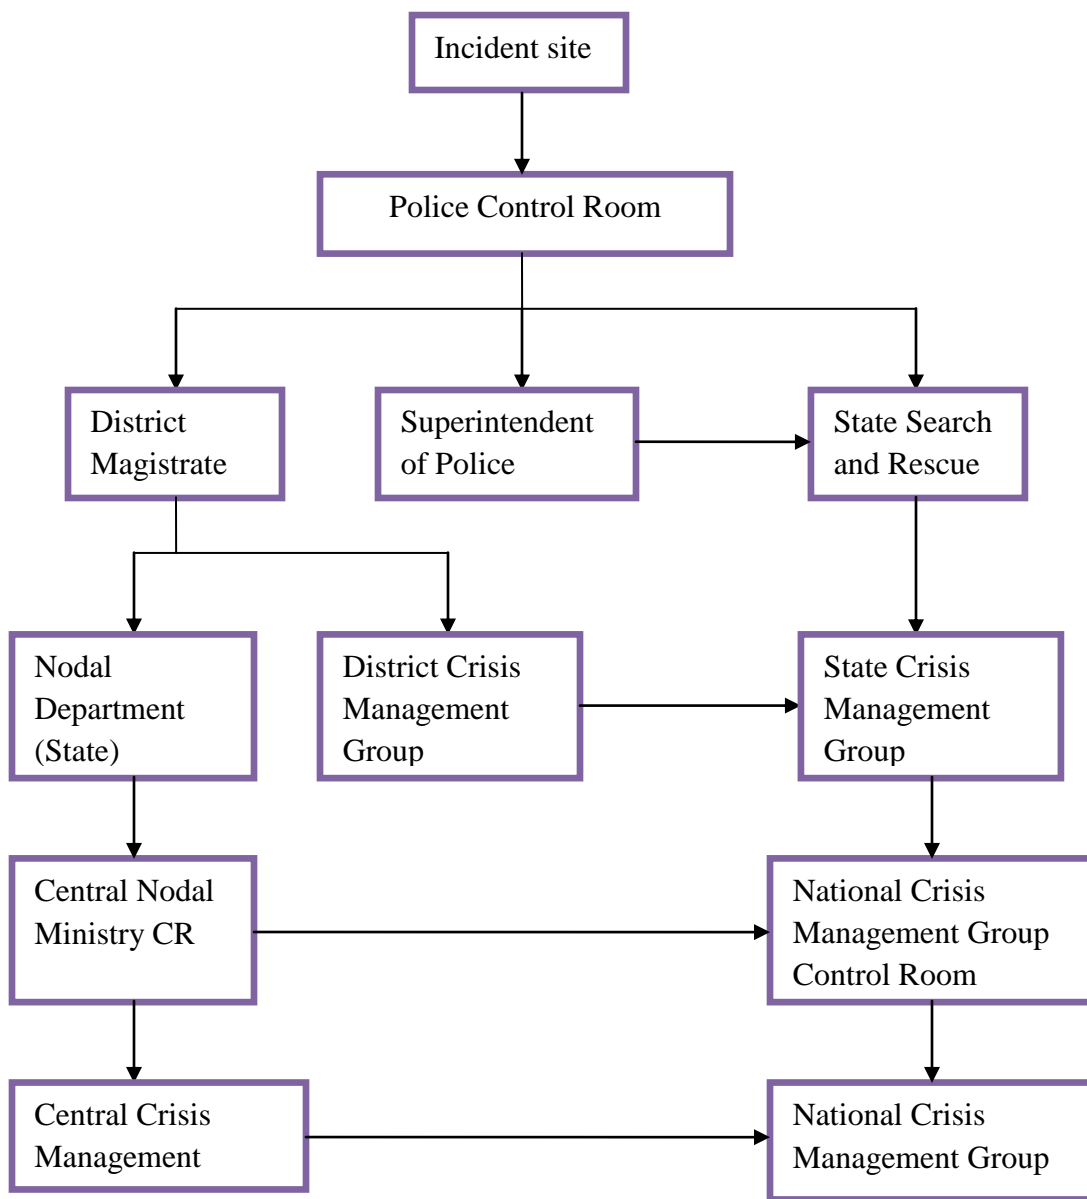 Incident site
Police Control Room
District
Magistrate
Superintendent
of Police
State Search
and Rescue
Nodal
Department
(State)
District Crisis
Management
Group
State Crisis
Management
Group
Central Nodal
Ministry CR
National Crisis
Management Group
Control Room
Central Crisis
Management
National Crisis
Management Group